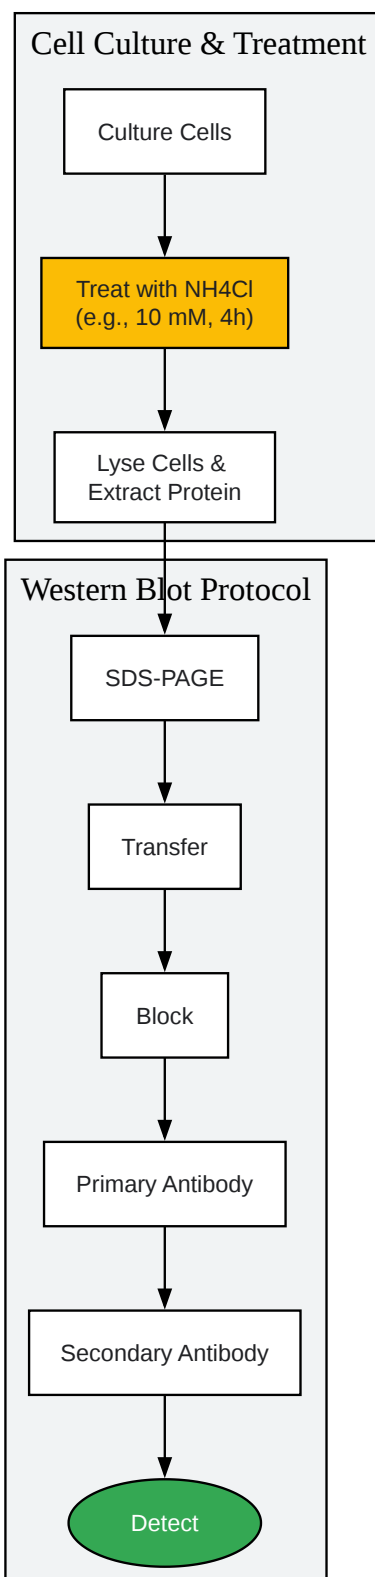 Cell Culture & Treatment
Culture Cells
Treat with NH4Cl
(e.g., 10 mM, 4h)
Lyse Cells &
Extract Protein
Western Blot Protocol
SDS-PAGE
Transfer
Block
Primary Antibody
Secondary Antibody
Detect